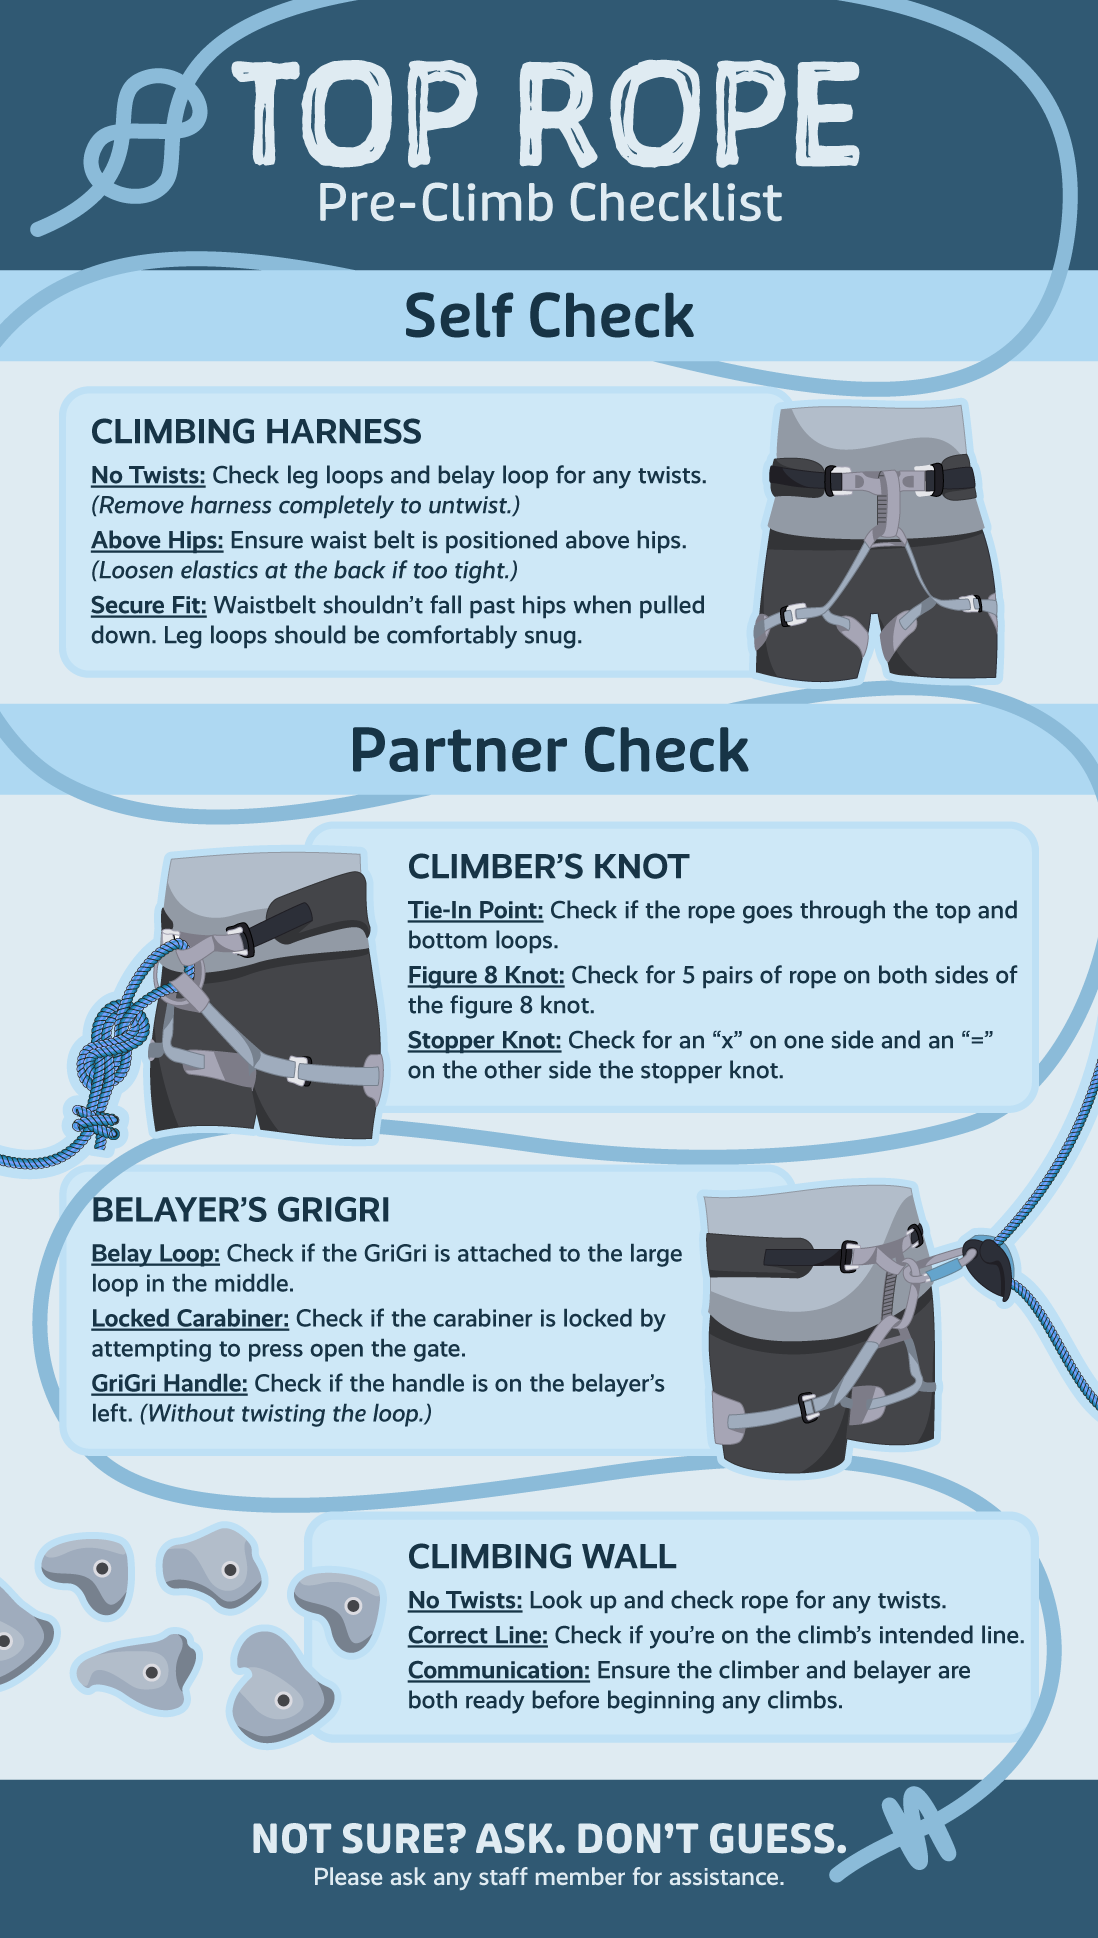 TOP ROPE
Pre-Climb Checklist
Self Check
CLIMBING HARNESS
No Twists: Check leg loops and belay loop for any twists.
(Remove harness completely to untwist.)
Above Hips: Ensure waist belt is positioned above hips.
(Loosen elastics at the back if too tight.)
Secure Fit: Waistbelt shouldn't fall past hips when pulled
down. Leg loops should be comfortably snug.
Partner Check
CLIMBER'S KNOT
Tie-In Point: Check if the rope goes through the top and
bottom loops.
Figure 8 Knot: Check for 5 pairs of rope on both sides of
the figure 8 knot.
Stopper Knot: Check for an “x” on one side and an “=”
on the other side the stopper knot.
BELAYER'S GRIGRI
Belay Loop: Check if the GriGri is attached to the large
loop in the middle.
Locked Carabiner: Check if the carabiner is locked by
attempting to press open the gate.
GriGri Handle: Check if the handle is on the belayer's
left. (Without twisting the loop.)
CLIMBING WALL
No Twists: Look up and check rope for any twists.
Correct Line: Check if you're on the climb's intended line.
Communication: Ensure the climber and belayer are
both ready before beginning any climbs.
NOT SURE? ASK. DON'T GUESS.
Please ask any staff member for assistance.